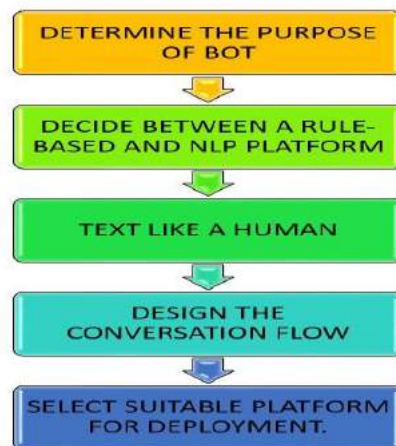 DETERMINE THE PURPOSE
OF BOT
DECIDE BETWEEN A RULE-
BASED AND NLP PLATFORM
TEXT LIKE A HUMAN
DESIGN THE
CONVERSATION FLOW
SELECT SUITABLE PLATFORM
FOR DEPLOYMENT.